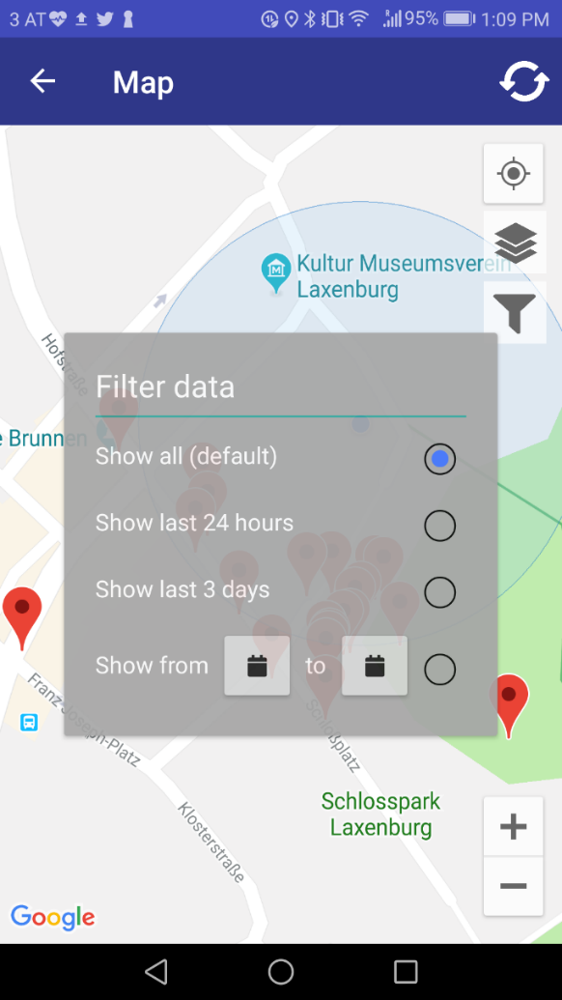 3 AT 95% 1:09 PM
Map
Kultur Museumsverein
Laxenburg
Hofstraße
e Brunnen
Filter data
Show all (default)
Show last 24 hours
Show last 3 days
Show from to
Franz-Joseph-Platz
Schloßplatz
Schlosspark
Laxenburg
Klosterstraße
Google